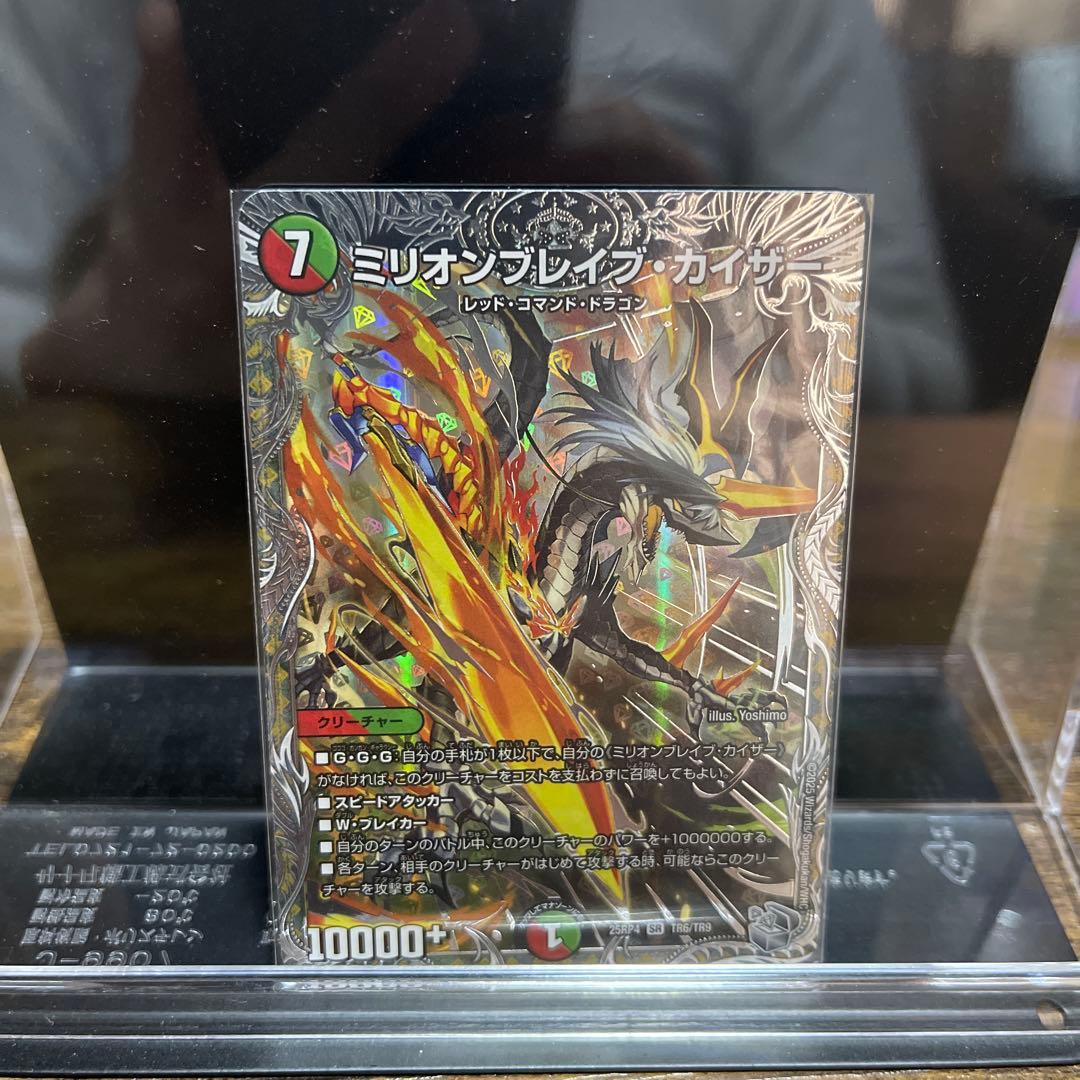 7
ミリオンブレイブ・カイザー
レッド・コマンド・ドラゴン
illus. Yoshimo
クリーチャー
■G・G・G:自分の手札が1枚以下で、自分の《ミリオンブレイブ・カイザー》
がなければ、このクリーチャーをコストを支払わずに召喚してもよい。
■スピードアタッカー
■W・ブレイカー
■自分のターンのバトル中、このクリーチャーのパワーを+1000000する。
■各ターン、相手のクリーチャーがはじめて攻撃する時、可能ならこのクリー
チャーを攻撃する。
©2025 Wizards/Shogakukan/WHC
10000+
1
25RP4 SR TR6/TR9